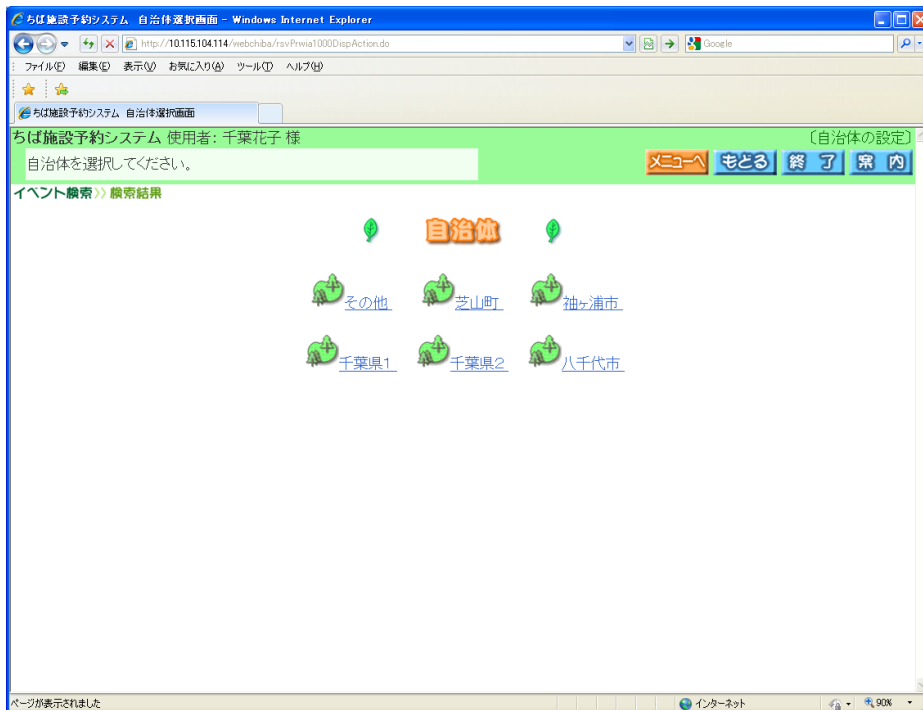 ちば施設予約システム 自治体選択画面 - Windows Internet Explorer
http://10.115.104.114/webchiba/rsvPrwia1000DispAction.do
Google
ファイル(F) 編集(E) 表示(V) お気に入り(A) ツール(T) ヘルプ(H)
ちば施設予約システム 自治体選択画面
ちば施設予約システム 使用者: 千葉花子 様
〔自治体の設定〕
自治体を選択してください。
メニューへ もどる 終了 案内
イベント検索>>検索結果
自治体
その他 芝山町 袖ヶ浦市
千葉県1 千葉県2 八千代市
ページが表示されました
インターネット
90%